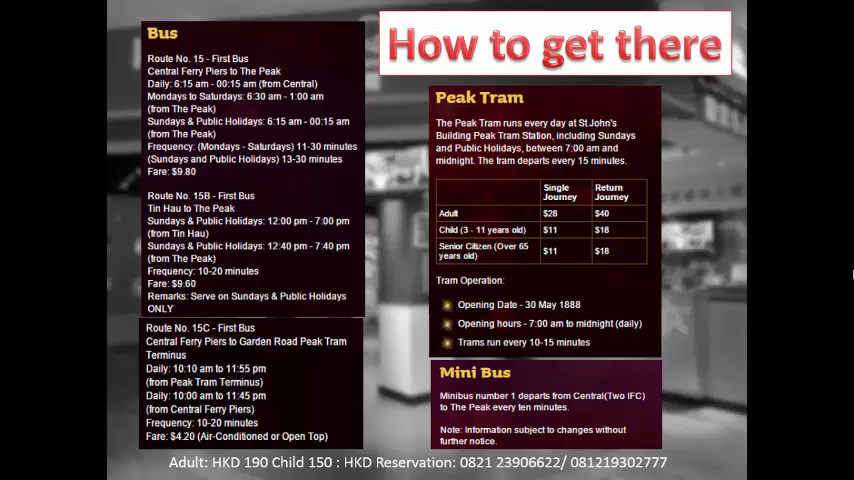 Bus
Route No. 15 - First Bus
Central Ferry Piers to The Peak
Daily: 6:15 am - 00:15 am (from Central)
Mondays to Saturdays: 6:30 am - 1:00 am
(from The Peak)
Sundays & Public Holidays: 6:15 am - 00:15 am
(from The Peak)
Frequency: (Mondays - Saturdays) 11-30 minutes
(Sundays and Public Holidays) 13-30 minutes
Fare: $9.80
Route No. 15B - First Bus
Tin Hau to The Peak
Sundays & Public Holidays: 12:00 pm - 7:00 pm
(from Tin Hau)
Sundays & Public Holidays: 12:40 pm - 7:40 pm
(from The Peak)
Frequency: 10-20 minutes
Fare: $9.60
Remarks: Serve on Sundays & Public Holidays
ONLY
Route No. 15C - First Bus
Central Ferry Piers to Garden Road Peak Tram
Terminus
Daily: 10:10 am to 11:55 pm
(from Peak Tram Terminus)
Daily: 10:00 am to 11:45 pm
(from Central Ferry Piers)
Frequency: 10-20 minutes
Fare: $4.20 (Air-Conditioned or Open Top)
How to get there
Peak Tram
The Peak Tram runs every day at St.John's
Building Peak Tram Station, including Sundays
and Public Holidays, between 7:00 am and
midnight. The tram departs every 15 minutes.
Single Journey Return Journey
Adult $28 $40
Child (3 - 11 years old) $11 $18
Senior Citizen (Over 65 years old) $11 $18
Tram Operation:
Opening Date - 30 May 1888
Opening hours - 7:00 am to midnight (daily)
Trams run every 10-15 minutes
Mini Bus
Minibus number 1 departs from Central(Two IFC)
to The Peak every ten minutes.
Note: Information subject to changes without
further notice.
Adult: HKD 190 Child 150 : HKD Reservation: 0821 23906622/ 081219302777